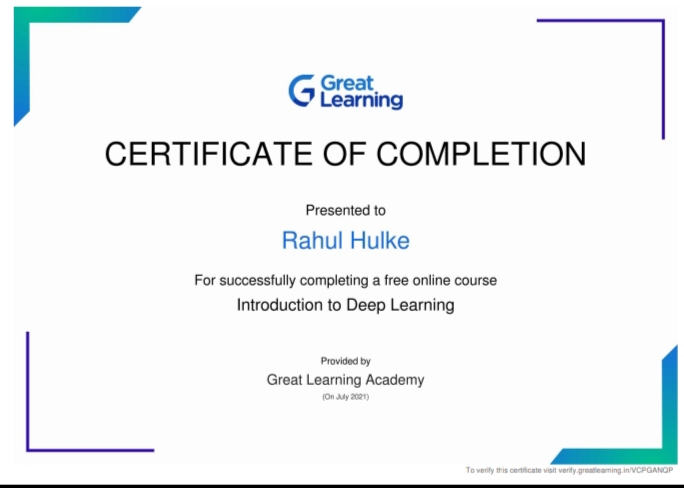 Great
Learning
CERTIFICATE OF COMPLETION
Presented to
Rahul Hulke
For successfully completing a free online course
Introduction to Deep Learning
Provided by
Great Learning Academy
(On July 2021)
To verify this certificate visit verify.greatlearning.in/VCPGANQP